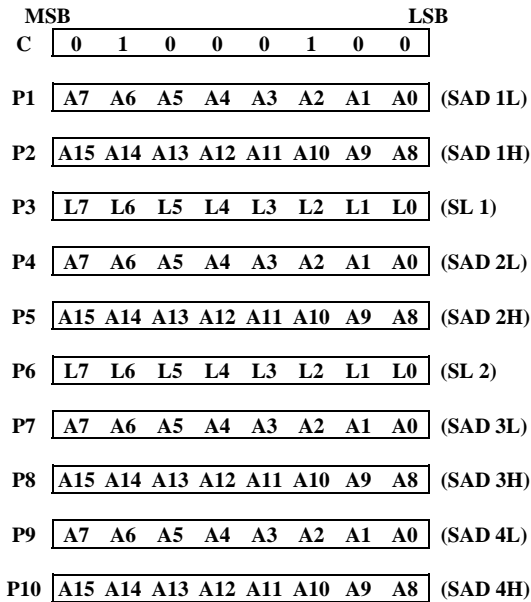 MSB LSB
C 0 1 0 0 0 1 0 0
P1 A7 A6 A5 A4 A3 A2 A1 A0 (SAD 1L)
P2 A15 A14 A13 A12 A11 A10 A9 A8 (SAD 1H)
P3 L7 L6 L5 L4 L3 L2 L1 L0 (SL 1)
P4 A7 A6 A5 A4 A3 A2 A1 A0 (SAD 2L)
P5 A15 A14 A13 A12 A11 A10 A9 A8 (SAD 2H)
P6 L7 L6 L5 L4 L3 L2 L1 L0 (SL 2)
P7 A7 A6 A5 A4 A3 A2 A1 A0 (SAD 3L)
P8 A15 A14 A13 A12 A11 A10 A9 A8 (SAD 3H)
P9 A7 A6 A5 A4 A3 A2 A1 A0 (SAD 4L)
P10 A15 A14 A13 A12 A11 A10 A9 A8 (SAD 4H)